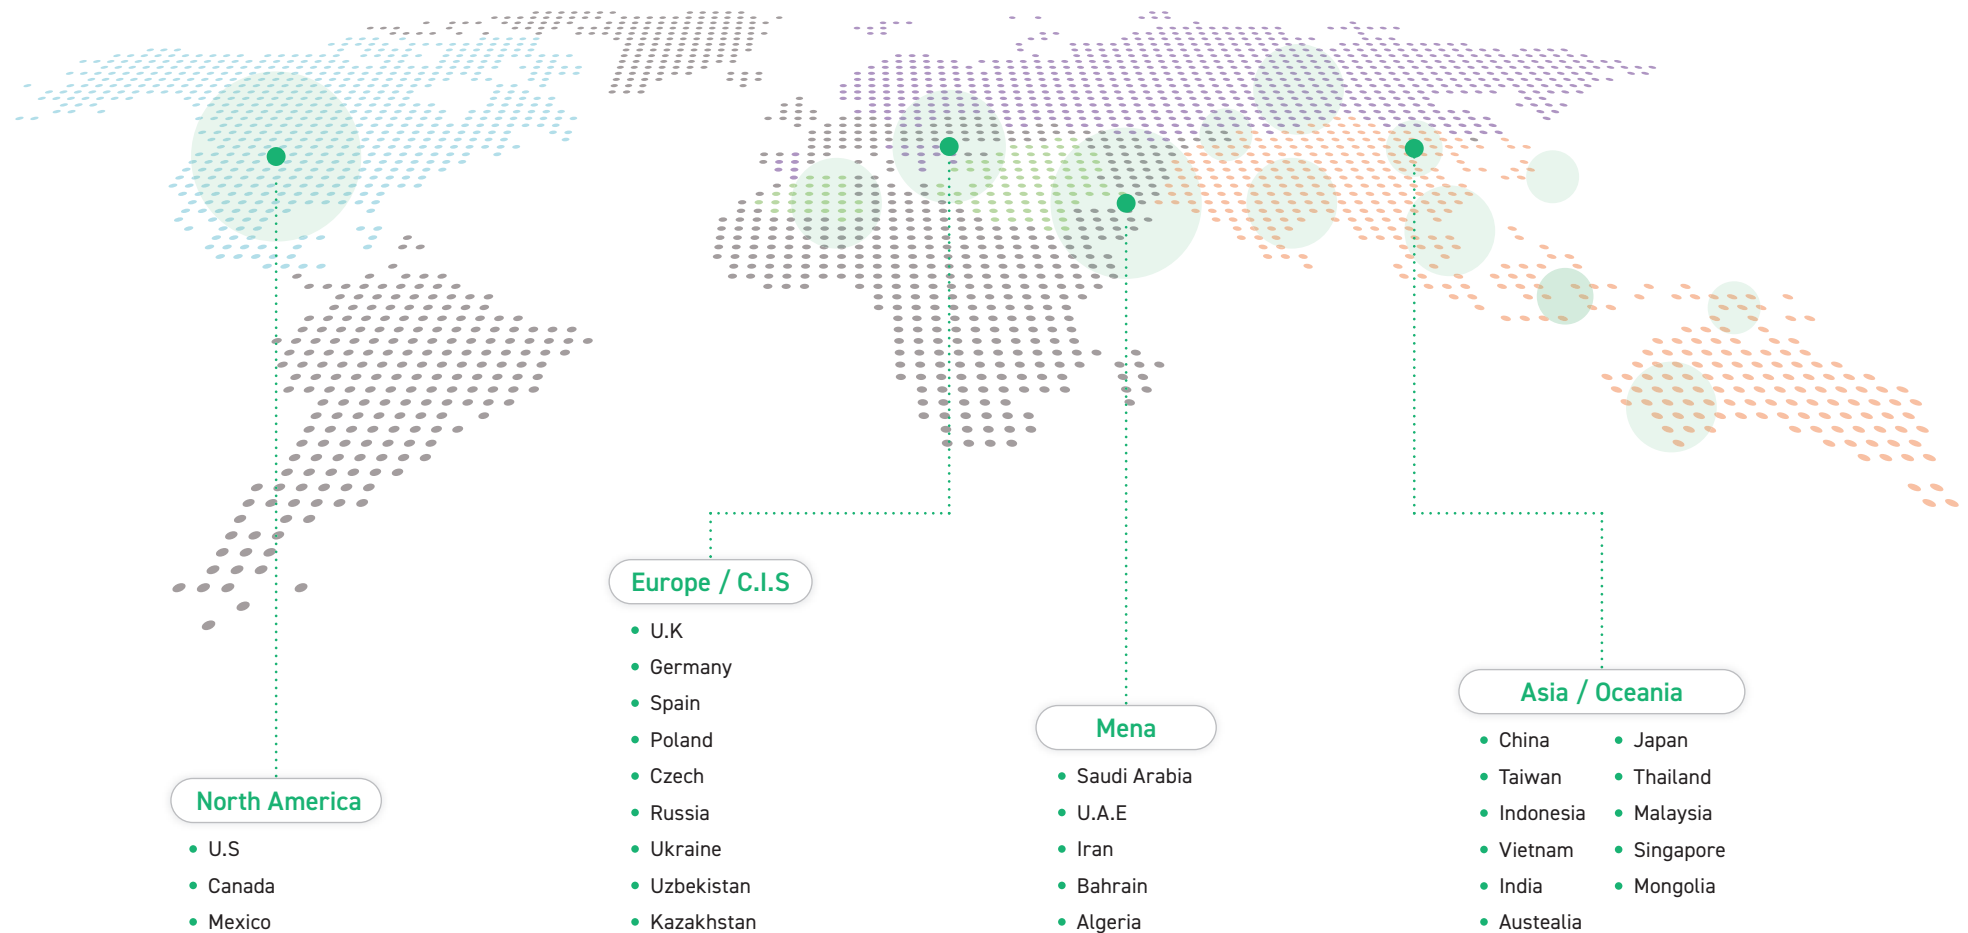 North America
U.S
Canada
Mexico
Europe / C.I.S
U.K
Germany
Spain
Poland
Czech
Russia
Ukraine
Uzbekistan
Kazakhstan
Mena
Saudi Arabia
U.A.E
Iran
Bahrain
Algeria
Asia / Oceania
China
Taiwan
Indonesia
Vietnam
India
Austealia
Japan
Thailand
Malaysia
Singapore
Mongolia